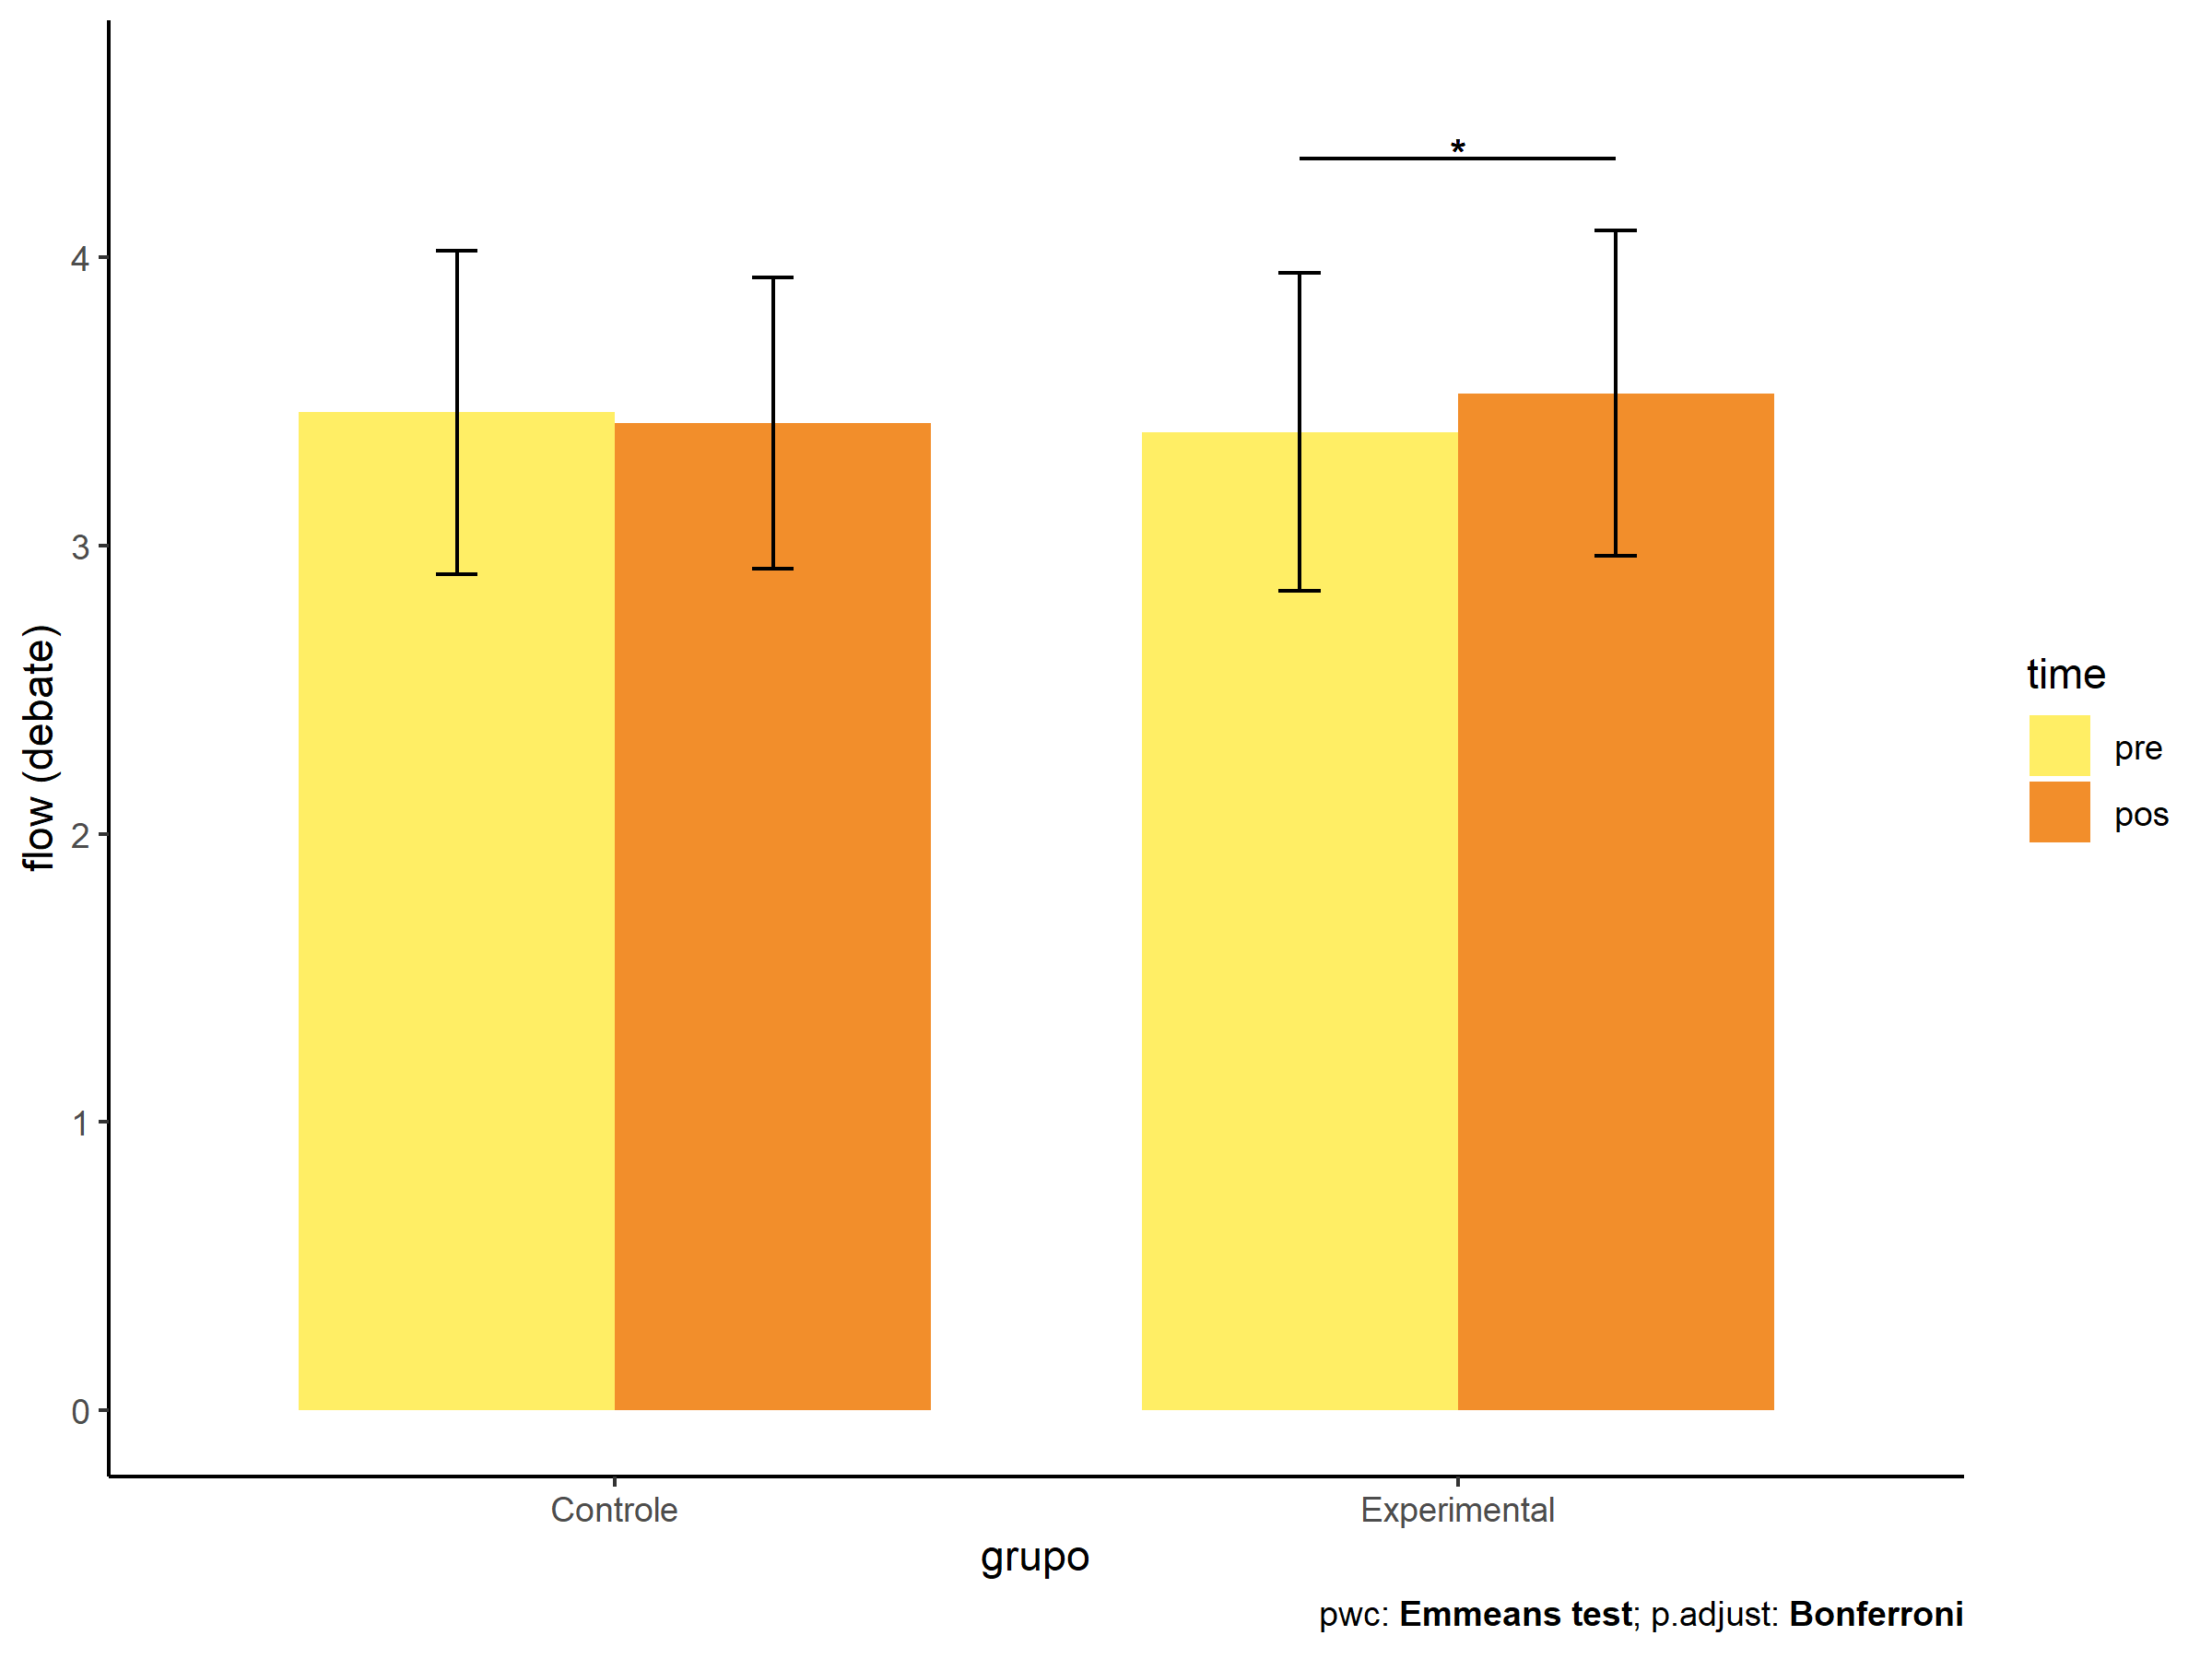 *
4
3
2
1
0
flow (debate)
Controle
Experimental
grupo
time
pre
pos
pwc: Emmeans test; p.adjust: Bonferroni